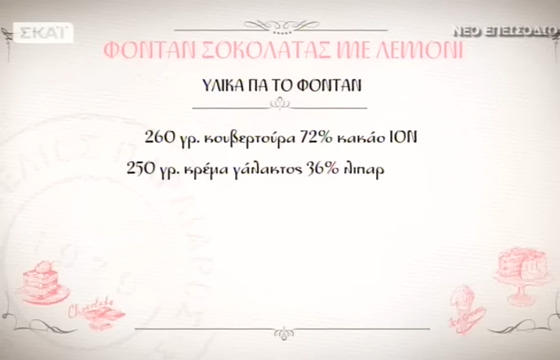 ΣΚΑΪ
ΝΕΟ ΕΠΕΙΣΟΔΙΟ
ΦΟΝΤΑΝ ΣΟΚΟΛΑΤΑΣ ΜΕ ΛΕΜΟΝΙ
ΥΛΙΚΑ ΓΙΑ ΤΟ ΦΟΝΤΑΝ
260 γρ. κουβερτούρα 72% κακάο ΙΟΝ
250 γρ. κρέμα γάλακτος 36% λιπαρ
Chocolate